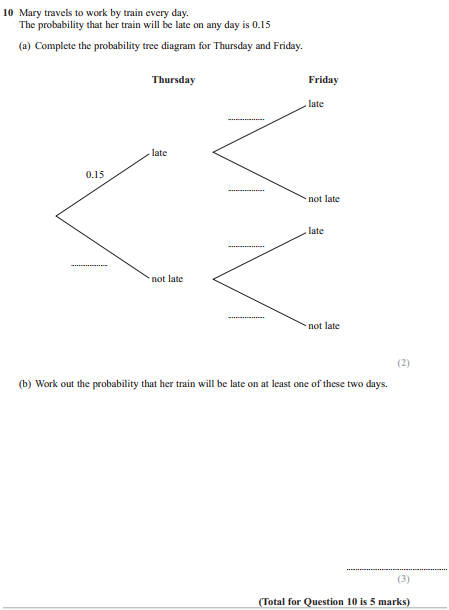 10 Mary travels to work by train every day.
The probability that her train will be late on any day is 0.15
(a) Complete the probability tree diagram for Thursday and Friday.
Thursday Friday
late
late
0.15
not late
late
not late
not late
(2)
(b) Work out the probability that her train will be late on at least one of these two days.
(3)
(Total for Question 10 is 5 marks)